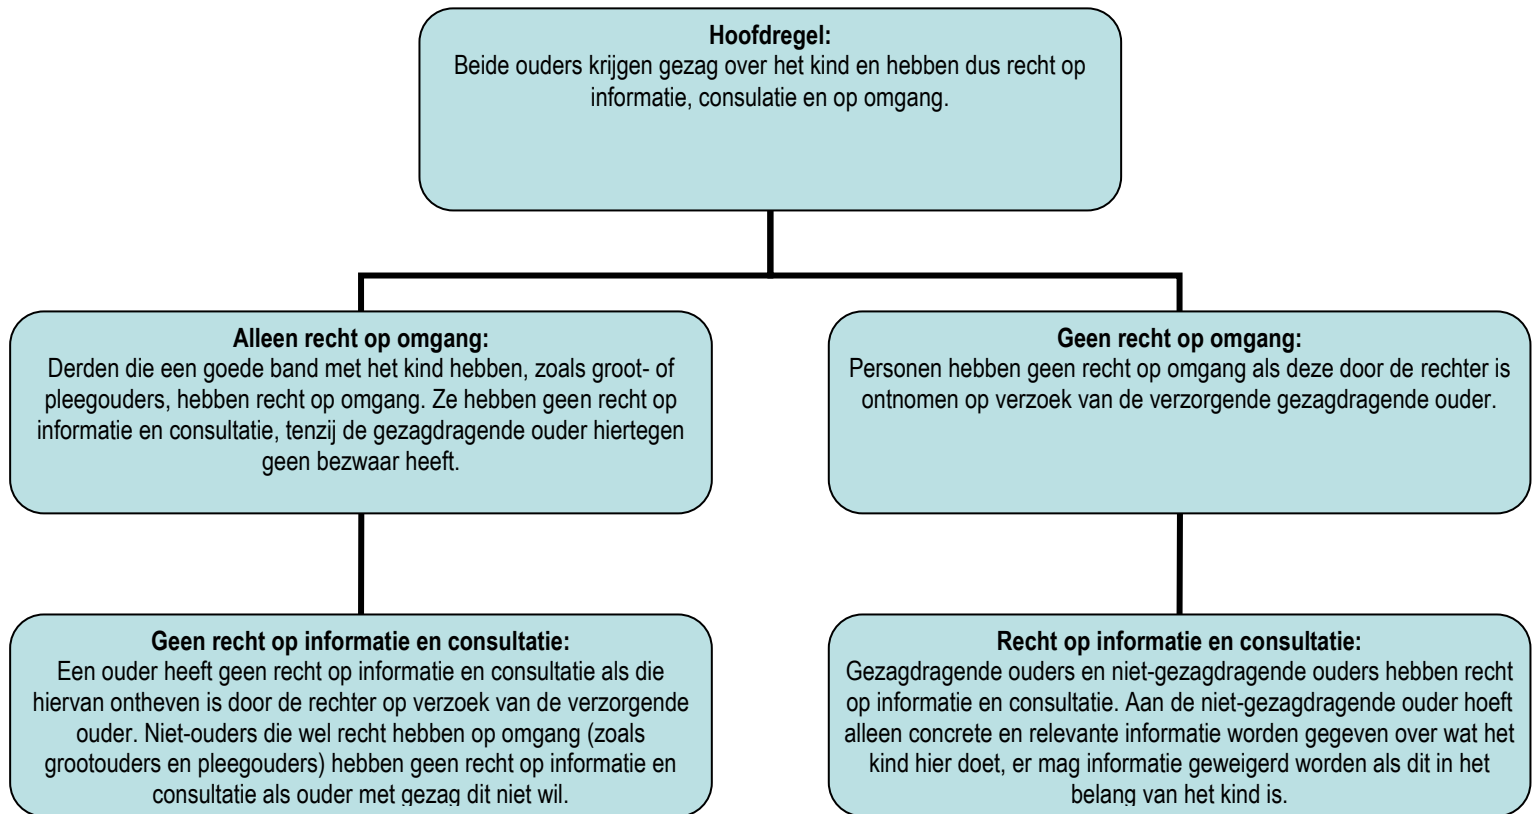 Hoofdregel:
Beide ouders krijgen gezag over het kind en hebben dus recht op
informatie, consulatie en op omgang.
Alleen recht op omgang:
Derden die een goede band met het kind hebben, zoals groot- of
pleegouders, hebben recht op omgang. Ze hebben geen recht op
informatie en consultatie, tenzij de gezagdragende ouder hiertegen
geen bezwaar heeft.
Geen recht op omgang:
Personen hebben geen recht op omgang als deze door de rechter is
ontnomen op verzoek van de verzorgende gezagdragende ouder.
Geen recht op informatie en consultatie:
Een ouder heeft geen recht op informatie en consultatie als die
hiervan ontheven is door de rechter op verzoek van de verzorgende
ouder. Niet-ouders die wel recht hebben op omgang (zoals
grootouders en pleegouders) hebben geen recht op informatie en
consultatie als ouder met gezag dit niet wil.
Recht op informatie en consultatie:
Gezagdragende ouders en niet-gezagdragende ouders hebben recht
op informatie en consultatie. Aan de niet-gezagdragende ouder hoeft
alleen concrete en relevante informatie worden gegeven over wat het
kind hier doet, er mag informatie geweigerd worden als dit in het
belang van het kind is.